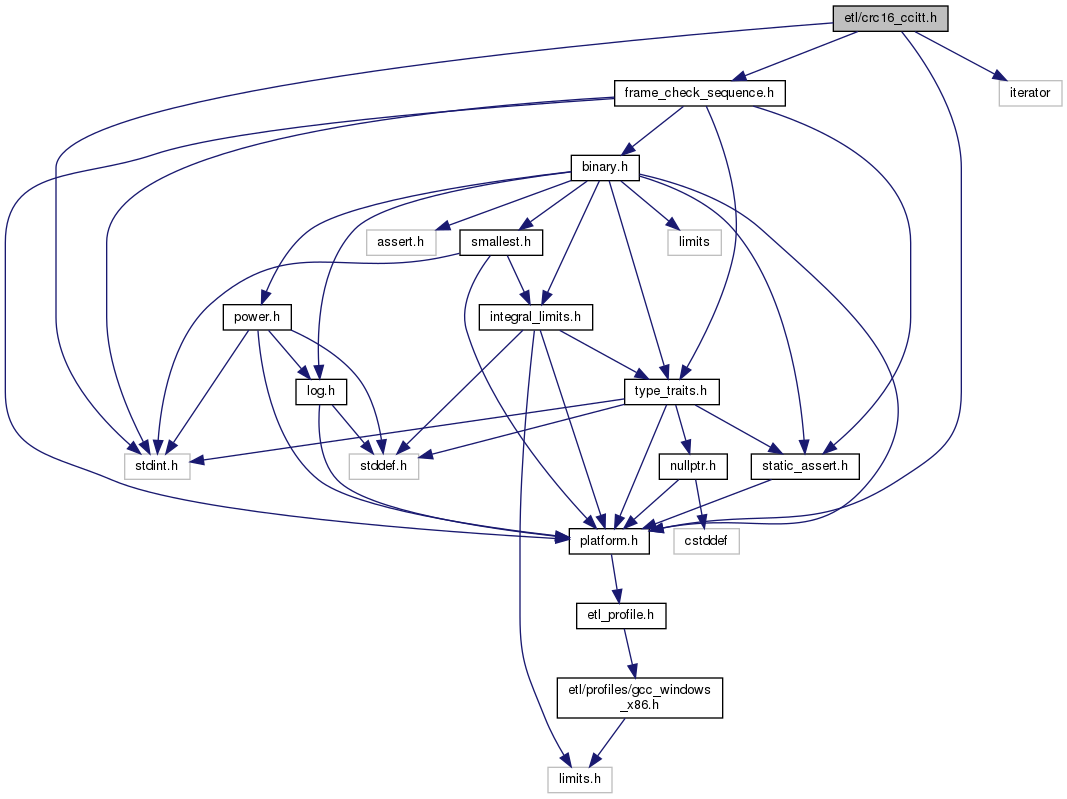 etl/crc16_ccitt.h
frame_check_sequence.h
iterator
binary.h
assert.h
smallest.h
limits
power.h
integral_limits.h
log.h
type_traits.h
stdint.h
stddef.h
nullptr.h
static_assert.h
platform.h
cstddef
etl_profile.h
etl/profiles/gcc_windows
_x86.h
limits.h